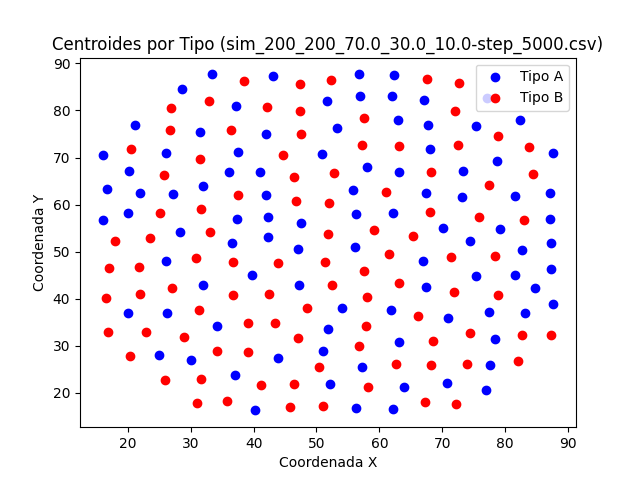 Centroides por Tipo (sim_200_200_70.0_30.0_10.0-step_5000.csv)
Tipo A
Tipo B
Coordenada Y
90
80
70
60
50
40
30
20
20 30 40 50 60 70 80 90
Coordenada X